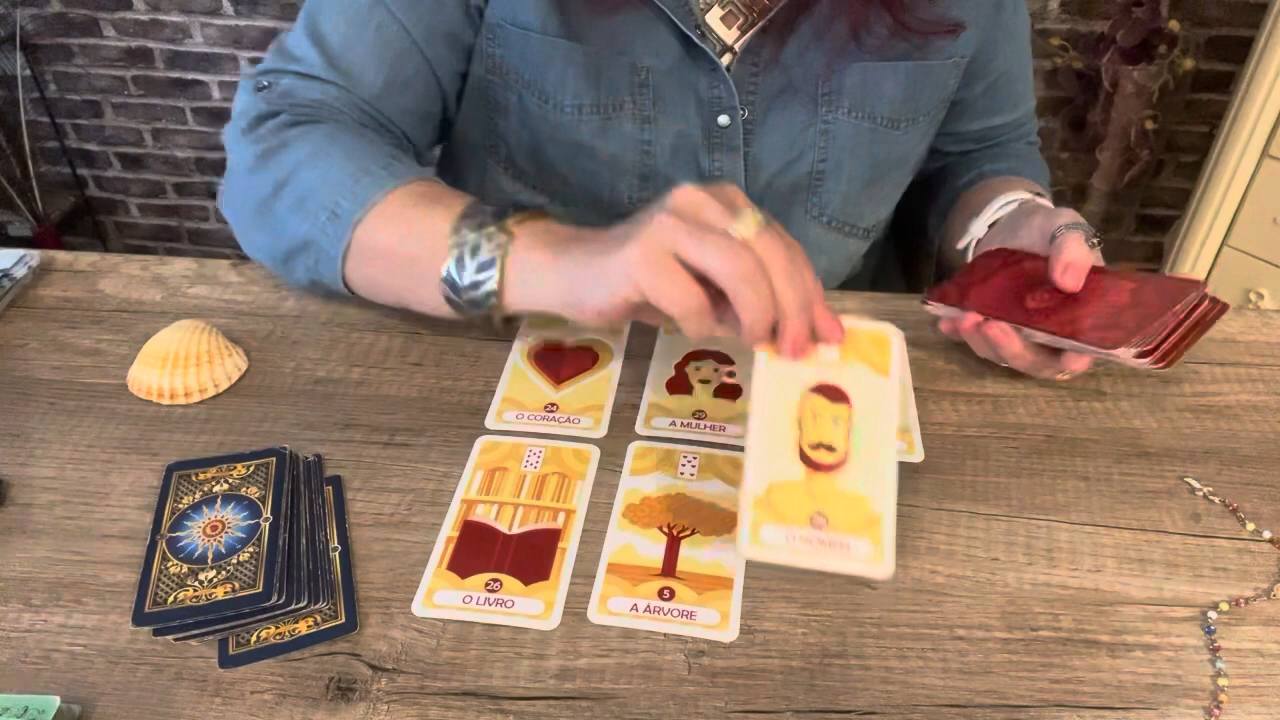 24
O CORAÇÃO
29
A MULHER
26
O LIVRO
5
A ÁRVORE